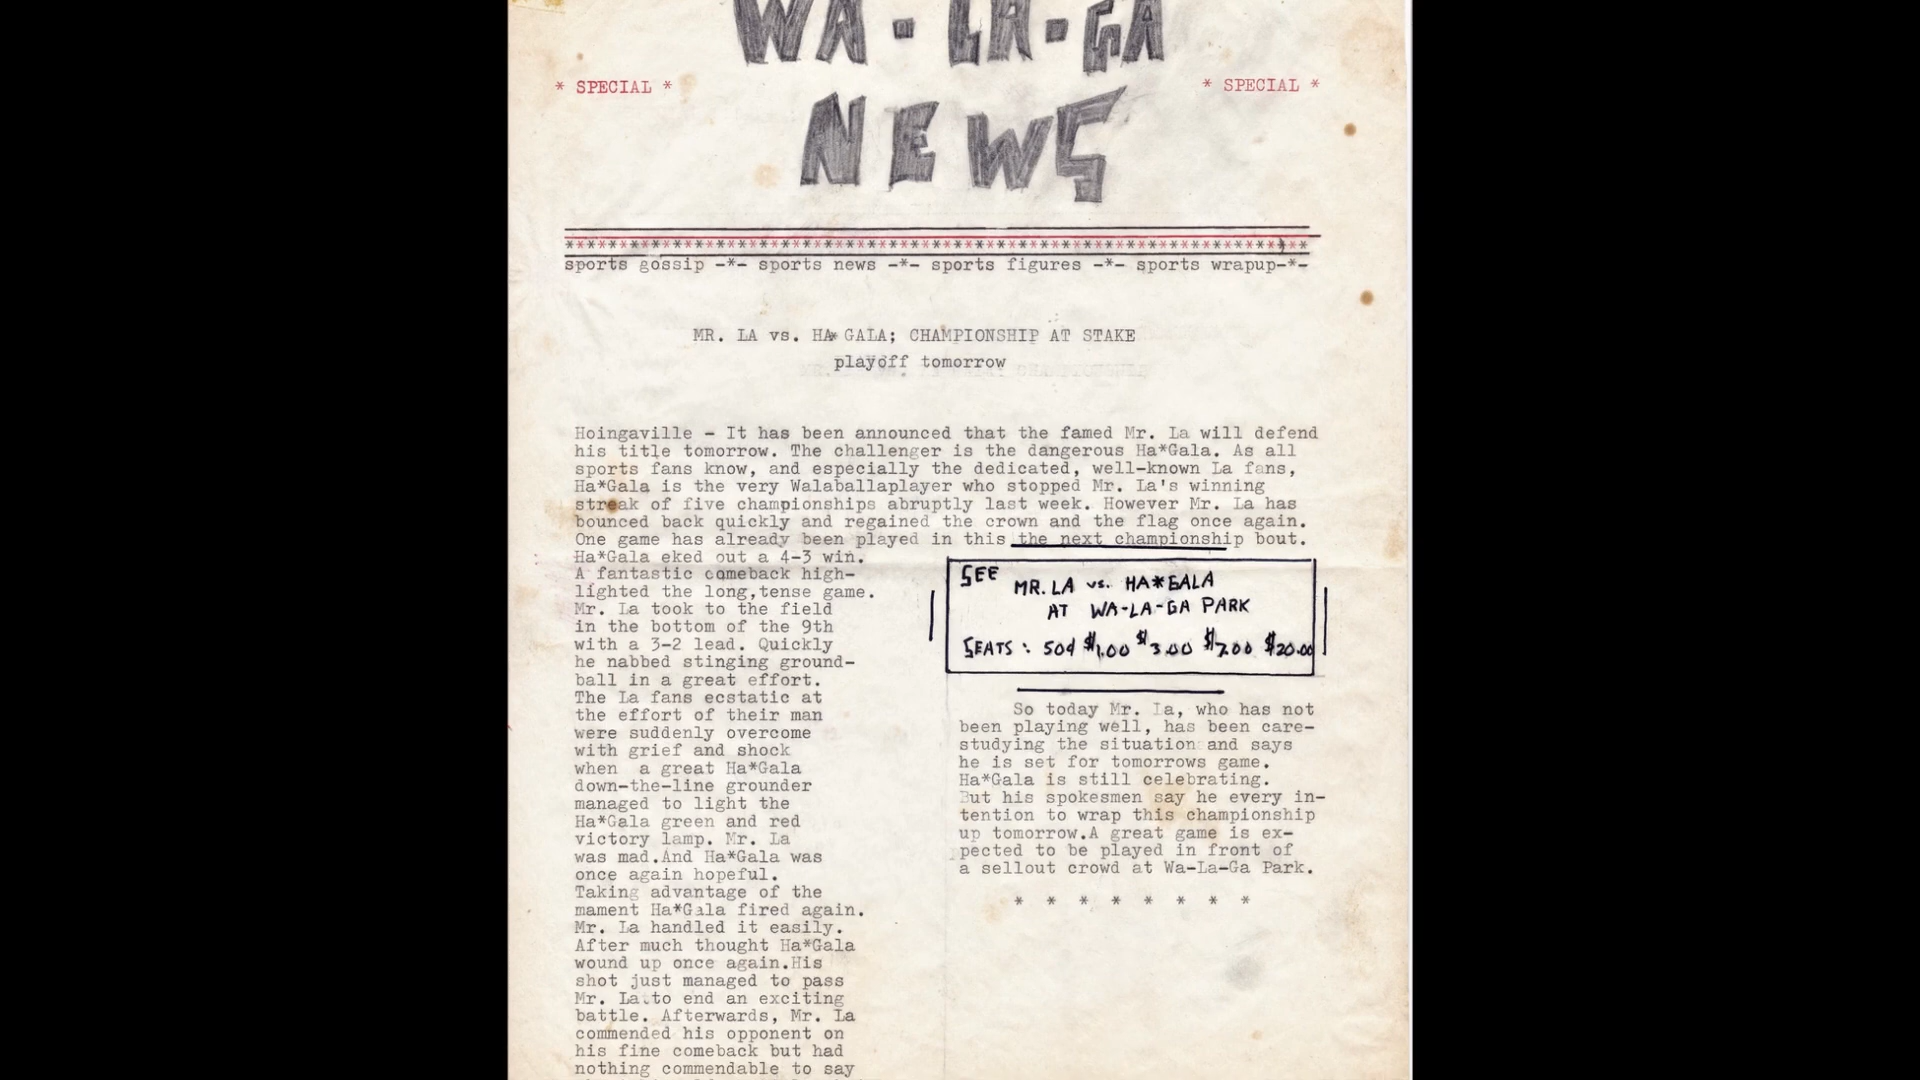 WA-LA-GA
* SPECIAL * * SPECIAL *
NEWS
sports gossip -*- sports news -*- sports figures -*- sports wrapup-*-
MR. LA vs. HA*GALA; CHAMPIONSHIP AT STAKE
playoff tomorrow
Hoingaville - It has been announced that the famed Mr. La will defend
his title tomorrow. The challenger is the dangerous Ha*Gala. As all
sports fans know, and especially the dedicated, well-known La fans,
Ha*Gala is the very Walaballaplayer who stopped Mr. La's winning
streak of five championships abruptly last week. However Mr. La has
bounced back quickly and regained the crown and the flag once again.
One game has already been played in this the next championship bout.
Ha*Gala eked out a 4-3 win.
A fantastic comeback high-
lighted the long,tense game.
Mr. La took to the field
in the bottom of the 9th
with a 3-2 lead. Quickly
he nabbed stinging ground-
ball in a great effort.
The La fans ecstatic at
the effort of their man
were suddenly overcome
with grief and shock
when a great Ha*Gala
down-the-line grounder
managed to light the
Ha*Gala green and red
victory lamp. Mr. La
was mad.And Ha*Gala was
once again hopeful.
Taking advantage of the
mament Ha*Gala fired again.
Mr. La handled it easily.
After much thought Ha*Gala
wound up once again.His
shot just managed to pass
Mr. La.to end an exciting
battle. Afterwards, Mr. La
commended his opponent on
his fine comeback but had
nothing commendable to say
SEE MR. LA vs. HA*GALA
AT WA-LA-GA PARK
SEATS: 50¢ $1.00 $3.00 $7.00 $20.00
So today Mr. La, who has not
been playing well, has been care-
studying the situation and says
he is set for tomorrows game.
Ha*Gala is still celebrating.
But his spokesmen say he every in-
tention to wrap this championship
up tomorrow.A great game is ex-
pected to be played in front of
a sellout crowd at Wa-La-Ga Park.
* * * * * * * *